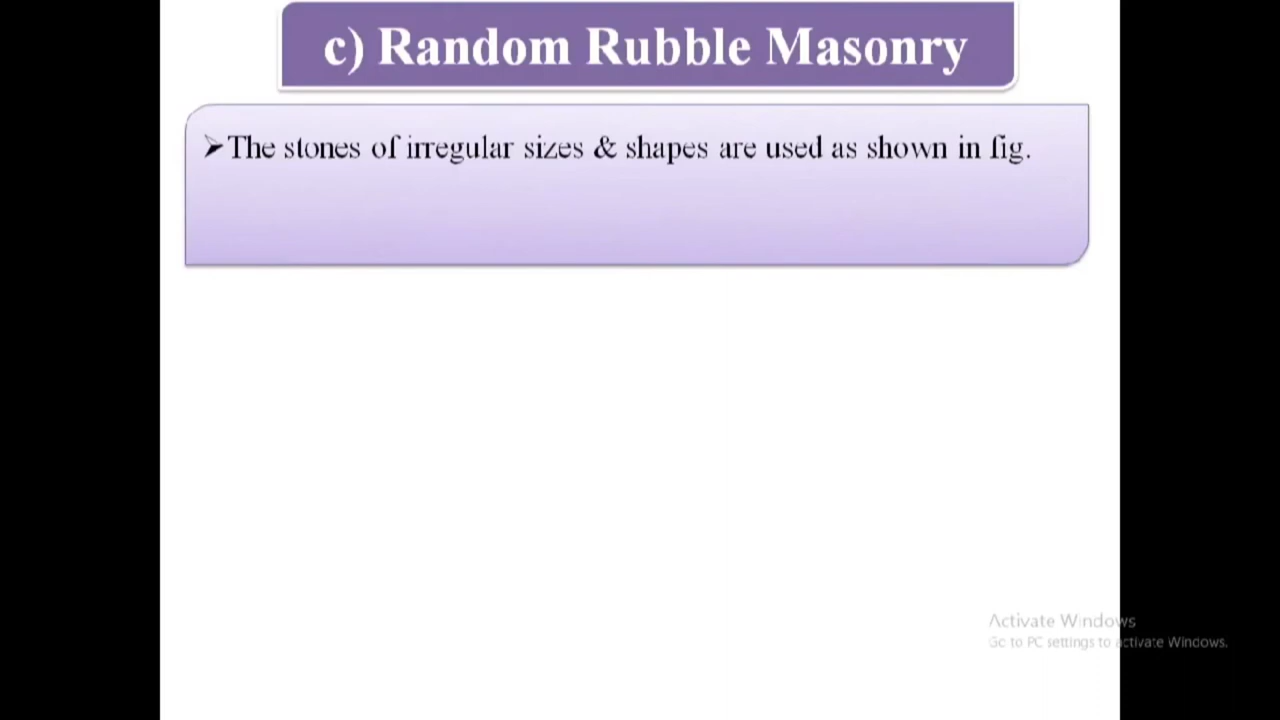 c) Random Rubble Masonry
➢The stones of irregular sizes & shapes are used as shown in fig.
Activate Windows
Go to PC settings to activate Windows.